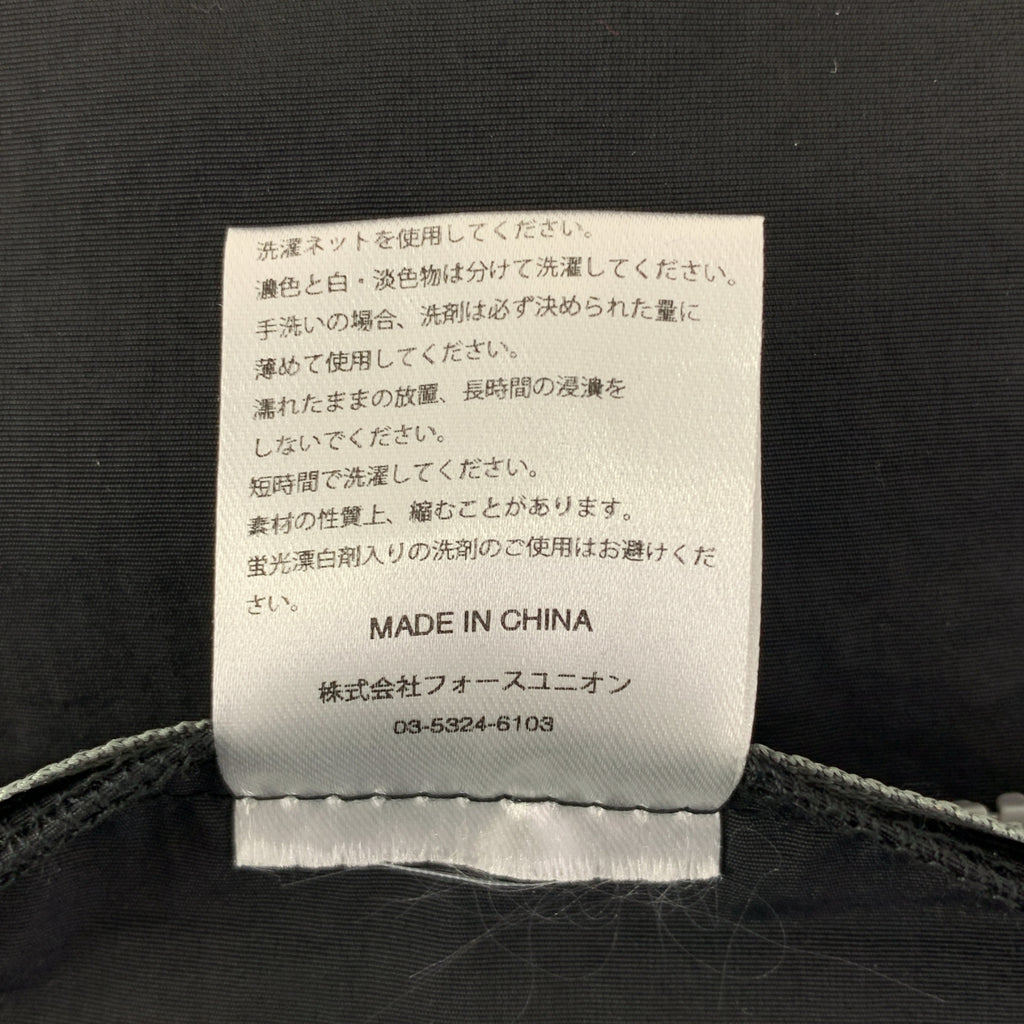 洗濯ネットを使用してください。
濃色と白・淡色物は分けて洗濯してください。
手洗いの場合、洗剤は必ず決められた量に
薄めて使用してください。
濡れたままの放置、長時間の浸漬を
しないでください。
短時間で洗濯してください。
素材の性質上、縮むことがあります。
蛍光漂白剤入りの洗剤のご使用はお避けくだ
さい。
MADE IN CHINA
株式会社フォースユニオン
03-5324-6103